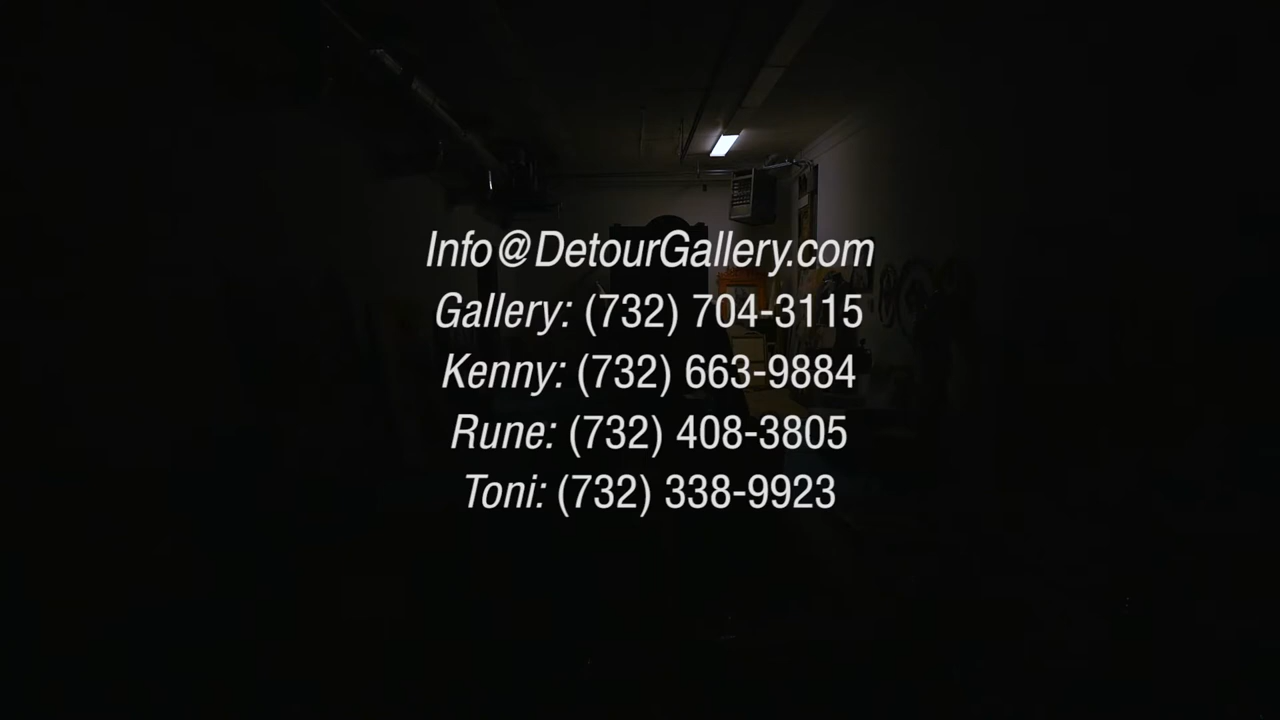 Info@DetourGallery.com
Gallery: (732) 704-3115
Kenny: (732) 663-9884
Rune: (732) 408-3805
Toni: (732) 338-9923